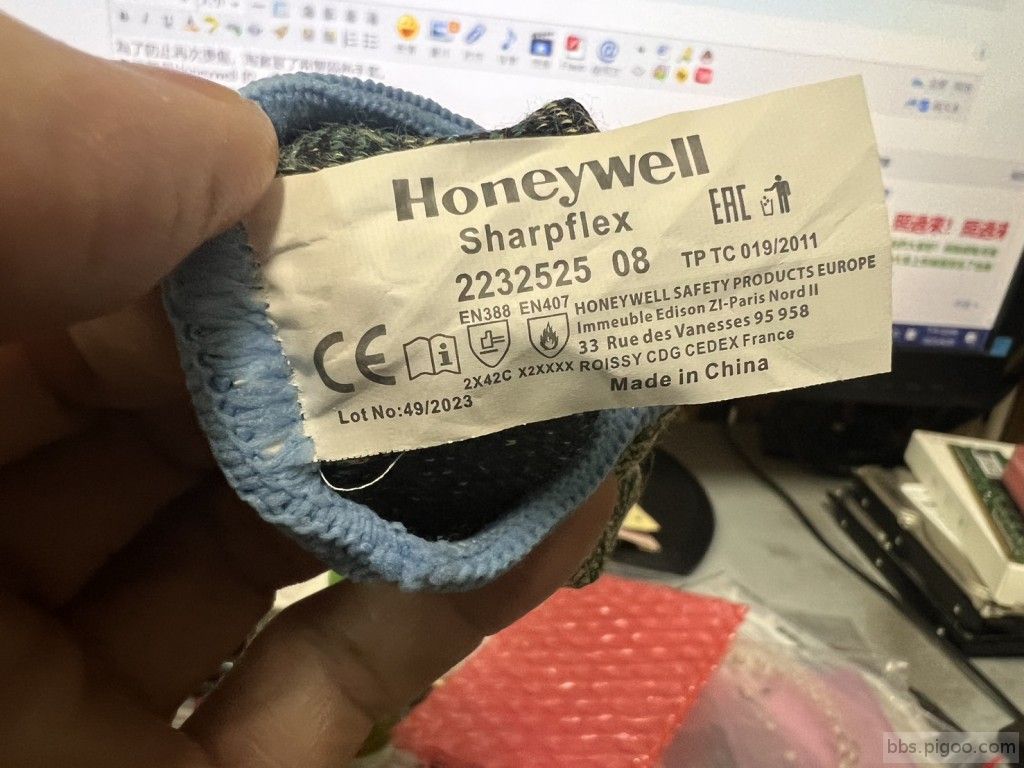 Honeywell
Sharpflex
EAC
2232525 08
TP TC 019/2011
CE
EN388 EN407
2X42C X2XXXX
HONEYWELL SAFETY PRODUCTS EUROPE
Immeuble Edison ZI-Paris Nord II
33 Rue des Vanesses 95 958
ROISSY CDG CEDEX France
Made in China
Lot No:49/2023
bbs.pigoo.com